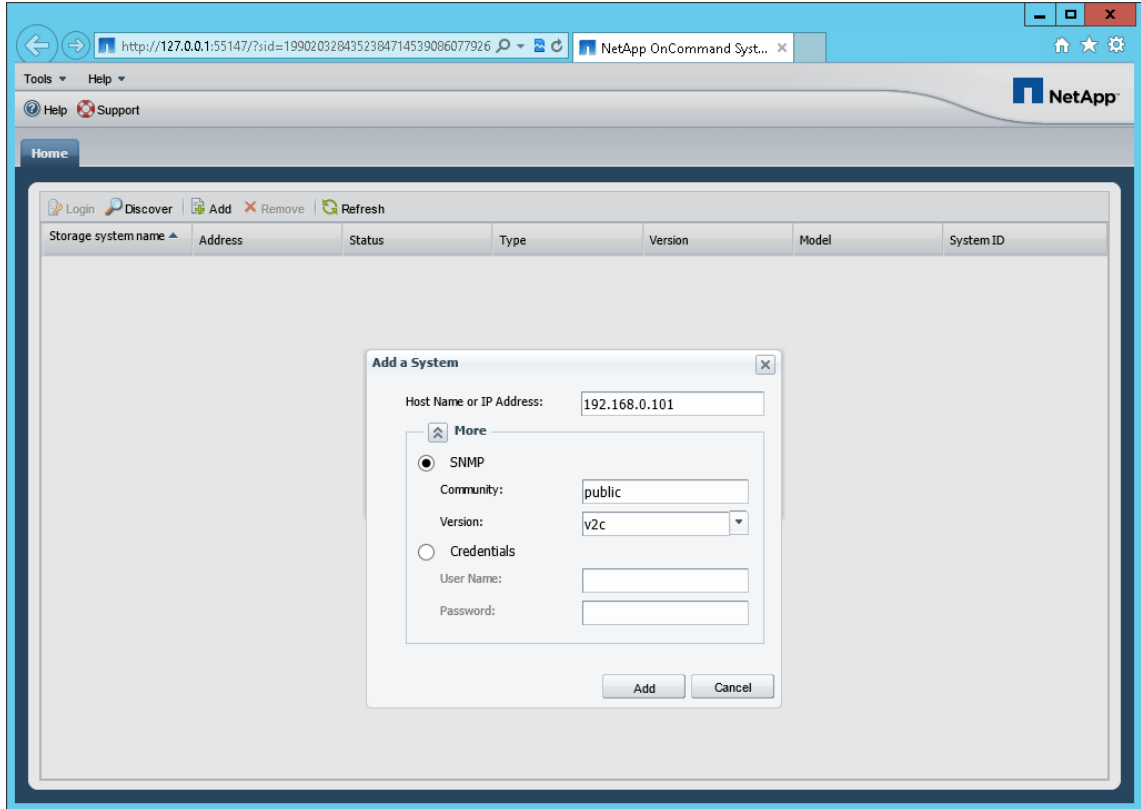 http://127.0.0.1:55147/?sid=1990203284352384714539086077926 NetApp OnCommand Syst...
Tools Help
NetApp
Help Support
Home
Login Discover Add Remove Refresh
Storage system name Address Status Type Version Model System ID
Add a System
Host Name or IP Address: 192.168.0.101
More
SNMP
Community: public
Version: v2c
Credentials
User Name:
Password:
Add Cancel